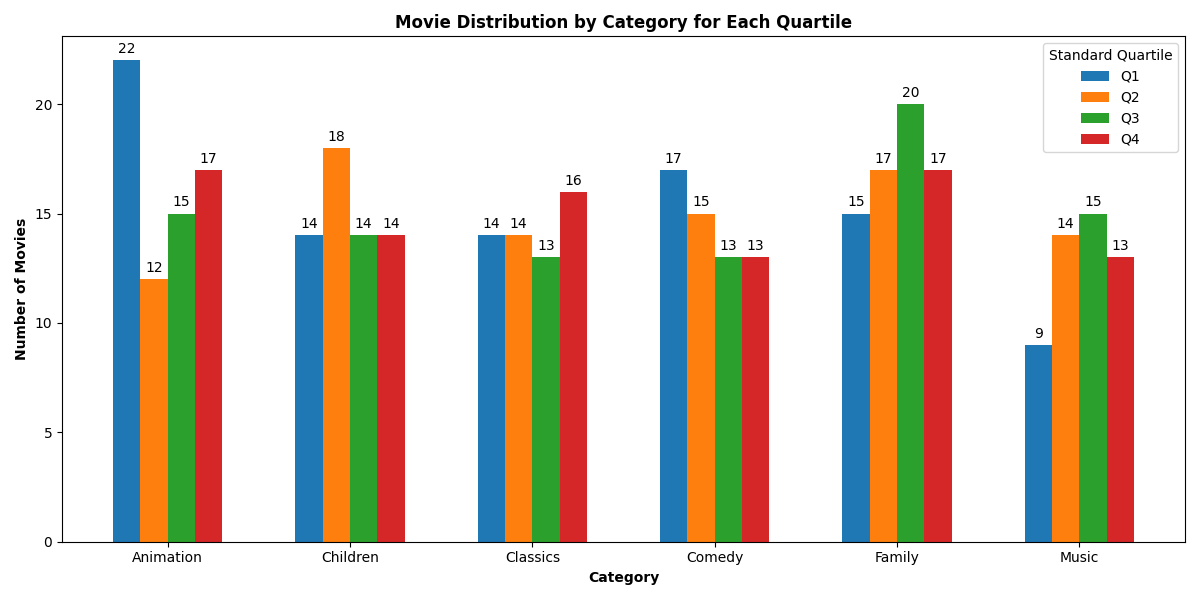 Movie Distribution by Category for Each Quartile
Standard Quartile
Q1
Q2
Q3
Q4
Number of Movies
20
15
10
5
0
22 12 15 17
14 18 14 14
14 14 13 16
17 15 13 13
15 17 20 17
9 14 15 13
Animation Children Classics Comedy Family Music
Category